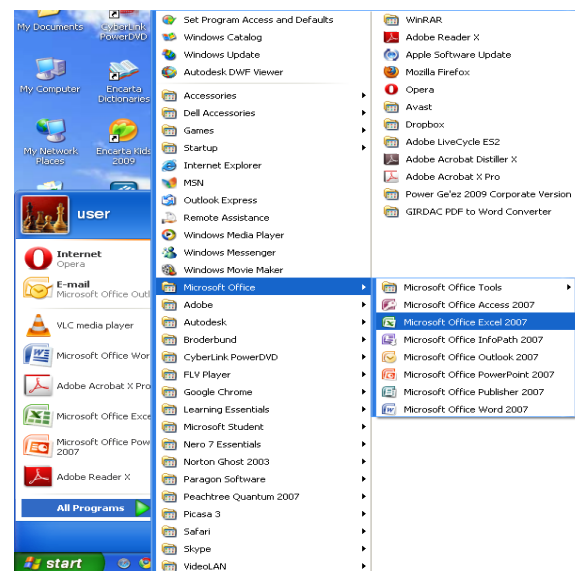 My Documents
CyberLink
PowerDVD
My Computer
Encarta
Dictionaries
My Network
Places
Encarta Kids
2009
user
Internet
Opera
E-mail
Microsoft Office Outl
VLC media player
Microsoft Office Wor
Adobe Acrobat X Pro
Microsoft Office Exce
Microsoft Office Pow
2007
Adobe Reader X
All Programs
start
Set Program Access and Defaults
Windows Catalog
Windows Update
Autodesk DWF Viewer
Accessories
Dell Accessories
Games
Startup
Internet Explorer
MSN
Outlook Express
Remote Assistance
Windows Media Player
Windows Messenger
Windows Movie Maker
Microsoft Office
Adobe
Autodesk
Broderbund
CyberLink PowerDVD
FLV Player
Google Chrome
Learning Essentials
Microsoft Student
Nero 7 Essentials
Norton Ghost 2003
Paragon Software
Peachtree Quantum 2007
Picasa 3
Safari
Skype
VideoLAN
WinRAR
Adobe Reader X
Apple Software Update
Mozilla Firefox
Opera
Avast
Dropbox
Adobe LiveCycle ES2
Adobe Acrobat Distiller X
Adobe Acrobat X Pro
Power Ge'ez 2009 Corporate Version
GIRDAC PDF to Word Converter
Microsoft Office Tools
Microsoft Office Access 2007
Microsoft Office Excel 2007
Microsoft Office InfoPath 2007
Microsoft Office Outlook 2007
Microsoft Office PowerPoint 2007
Microsoft Office Publisher 2007
Microsoft Office Word 2007